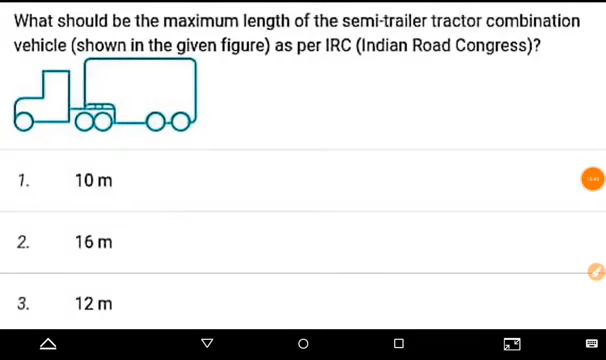 What should be the maximum length of the semi-trailer tractor combination
vehicle (shown in the given figure) as per IRC (Indian Road Congress)?
1. 10 m
2. 16 m
3. 12 m